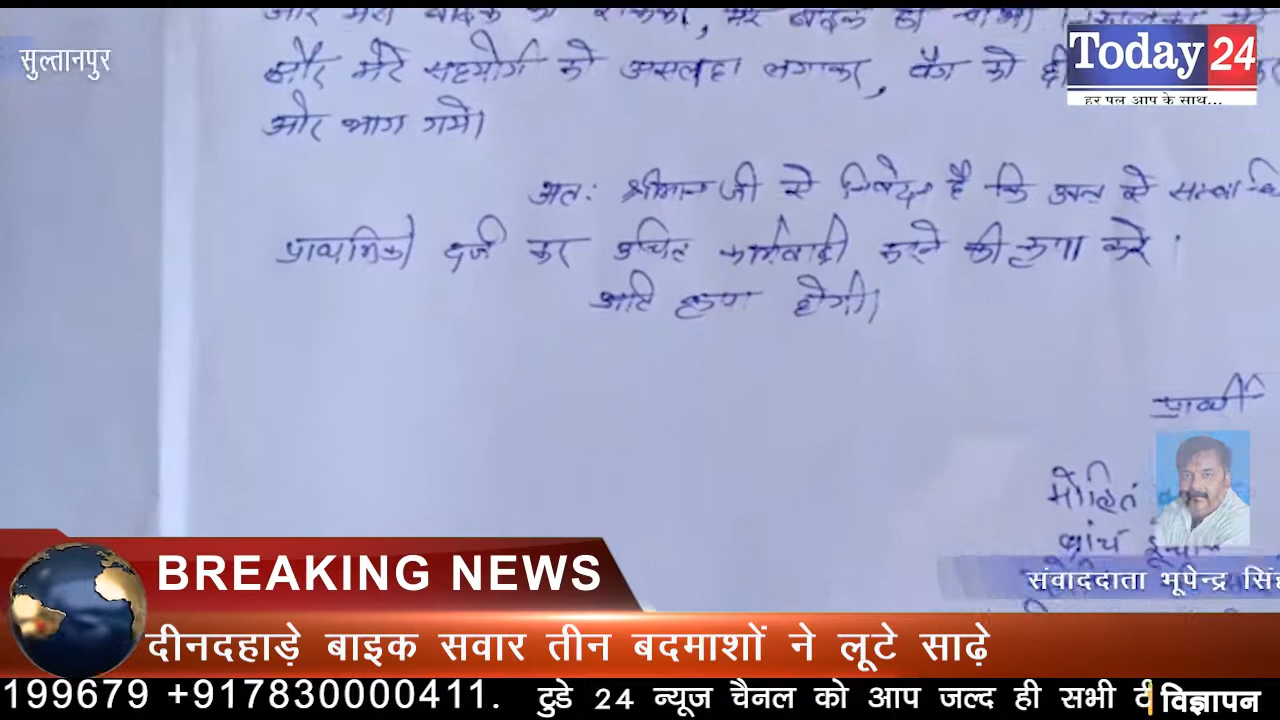 सुल्तानपुर
Today 24
हर पल आप के साथ...
और मेरे सहयोगी को असलहा लगाकर, बैग को
और भाग गये।
अतः श्रीमान जी से निवेदन है कि उक्त से
प्राथमिकी दर्ज कर उचित कार्यवाही करने की कृपा करें।
अति कृपा होगी।
प्रार्थी
मोहित
ब्रांच
संवाददाता भूपेन्द्र सिंह
BREAKING NEWS
दीनदहाड़े बाइक सवार तीन बदमाशों ने लूटे साढ़े
199679 +917830000411. टुडे 24 न्यूज चैनल को आप जल्द ही सभी
विज्ञापन